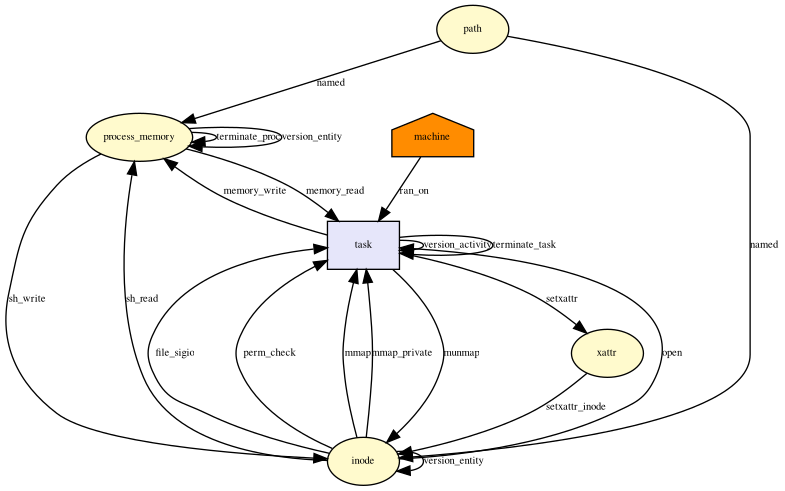 path
named
process_memory
terminate_proc
version_entity
machine
memory_write
memory_read
ran_on
task
version_activity
terminate_task
named
sh_write
sh_read
setxattr
file_sigio
perm_check
mmap
mmap_private
munmap
xattr
open
setxattr_inode
inode
version_entity